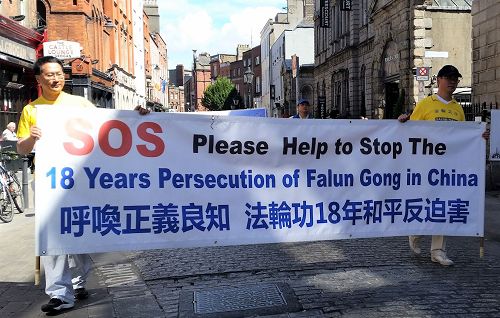 SOS Please Help to Stop The
18 Years Persecution of Falun Gong in China
呼喚正義良知 法輪功18年和平反迫害